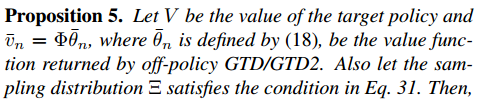 Proposition 5. Let V be the value of the target policy and
v̄ₙ = Φθ̄ₙ, where θ̄ₙ is defined by (18), be the value func-
tion returned by off-policy GTD/GTD2. Also let the sam-
pling distribution Ξ satisfies the condition in Eq. 31. Then,